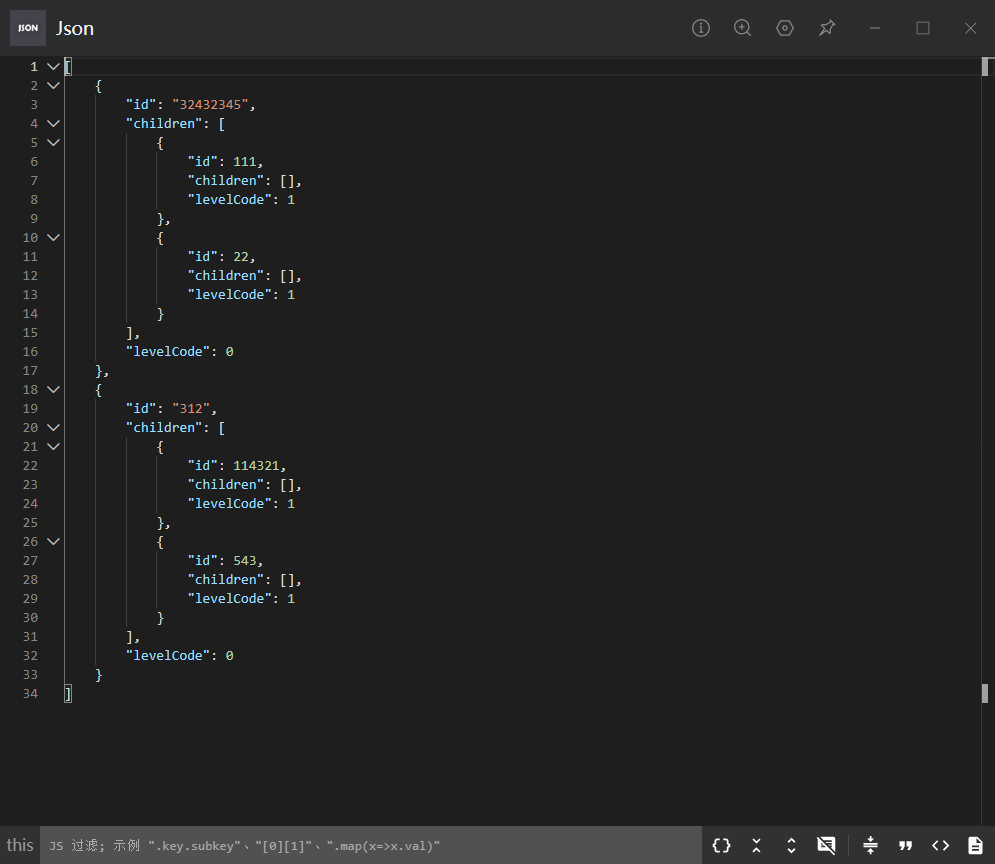 JSON Json
1 [
2 {
3 "id": "32432345",
4 "children": [
5 {
6 "id": 111,
7 "children": [],
8 "levelCode": 1
9 },
10 {
11 "id": 22,
12 "children": [],
13 "levelCode": 1
14 }
15 ],
16 "levelCode": 0
17 },
18 {
19 "id": "312",
20 "children": [
21 {
22 "id": 114321,
23 "children": [],
24 "levelCode": 1
25 },
26 {
27 "id": 543,
28 "children": [],
29 "levelCode": 1
30 }
31 ],
32 "levelCode": 0
33 }
34 ]
this JS 过滤; 示例 ".key.subkey"、"[0][1]"、".map(x=>x.val)"